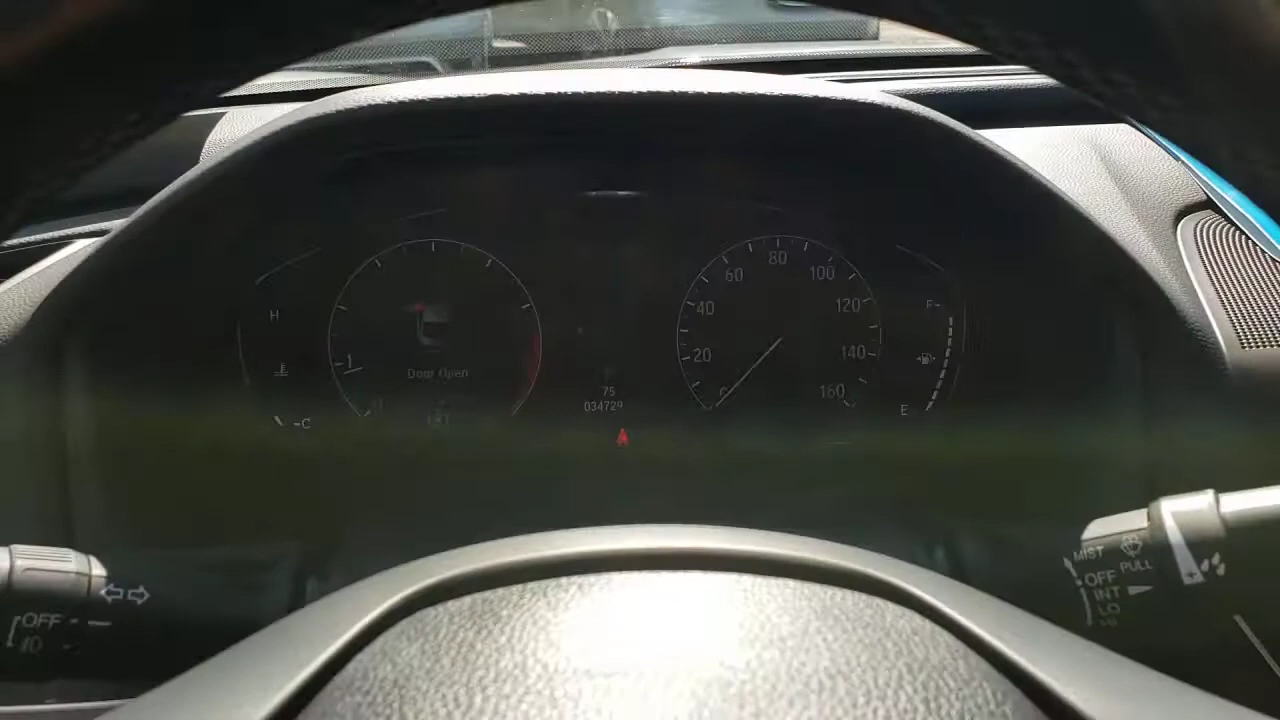 H
-C
1
Door Open
75
034729
20
40
60
80
100
120
140
160
F
E
OFF
MIST
OFF
PULL
INT
LO